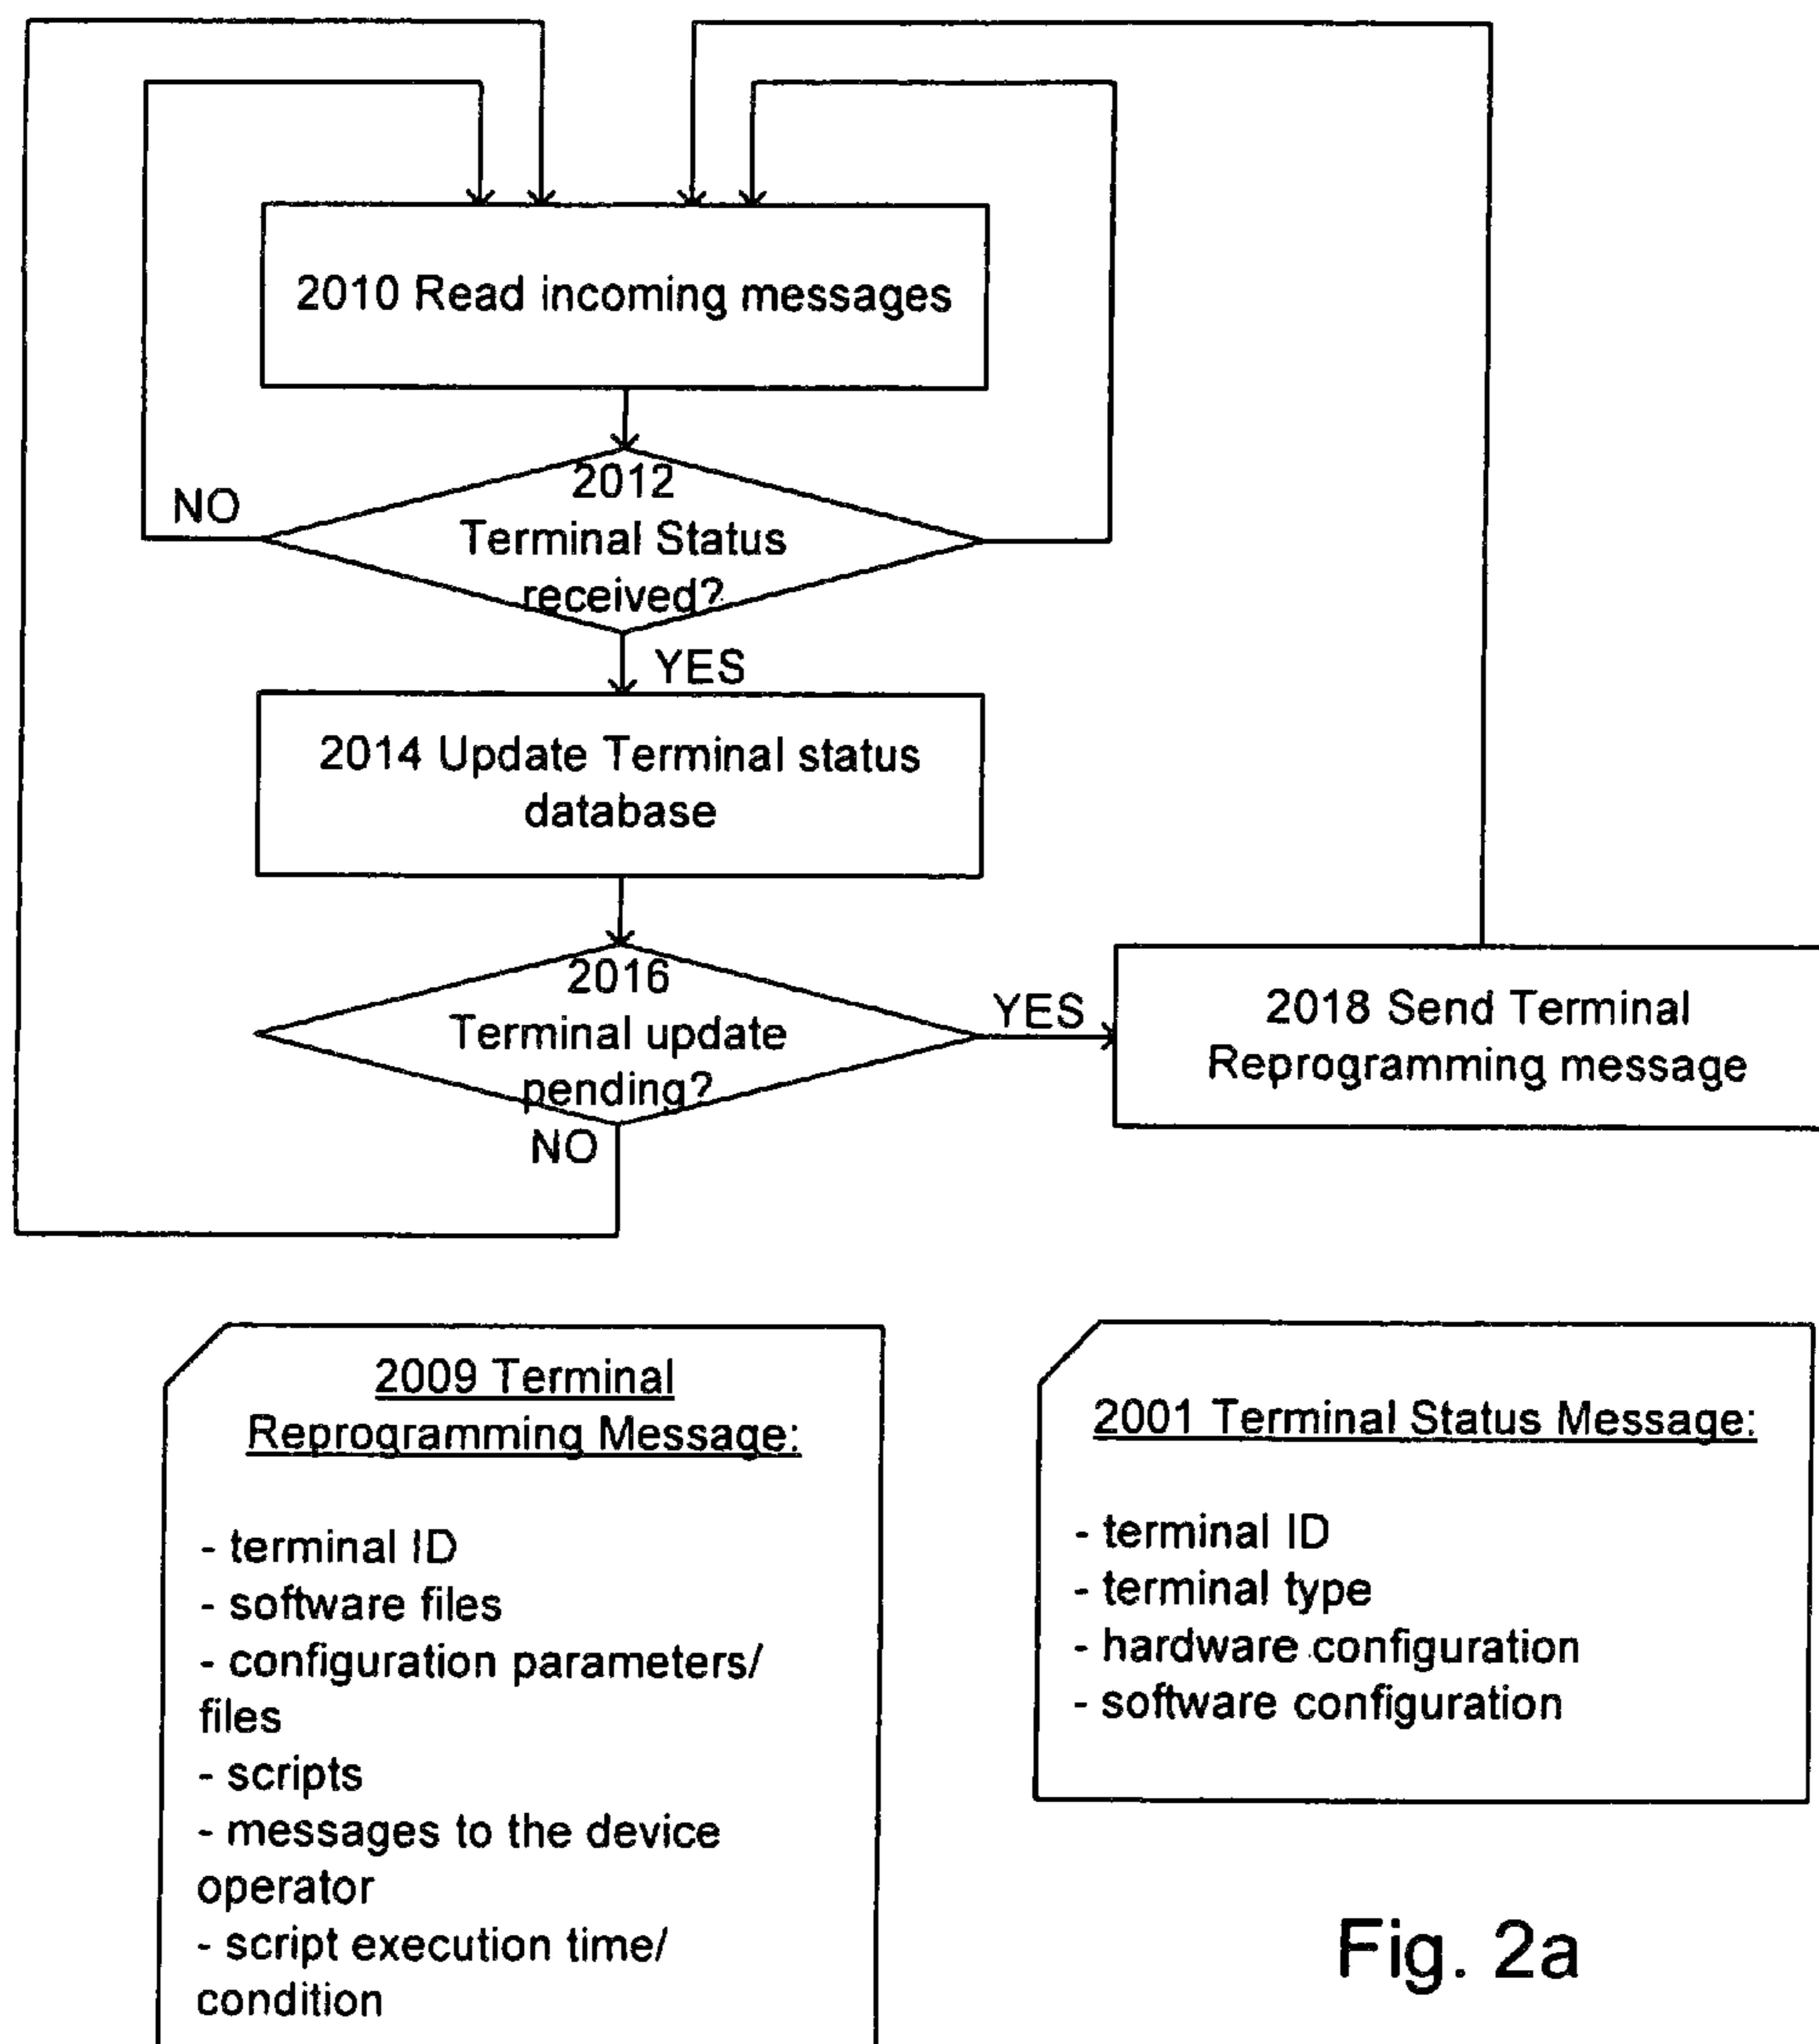 2010 Read incoming messages
2012
Terminal Status
received?
NO
YES
2014 Update Terminal status
database
2016
Terminal update
pending?
YES
NO
2018 Send Terminal
Reprogramming message
2009 Terminal
Reprogramming Message:
- terminal ID
- software files
- configuration parameters/
files
- scripts
- messages to the device
operator
- script execution time/
condition
2001 Terminal Status Message:
- terminal ID
- terminal type
- hardware configuration
- software configuration
Fig. 2a